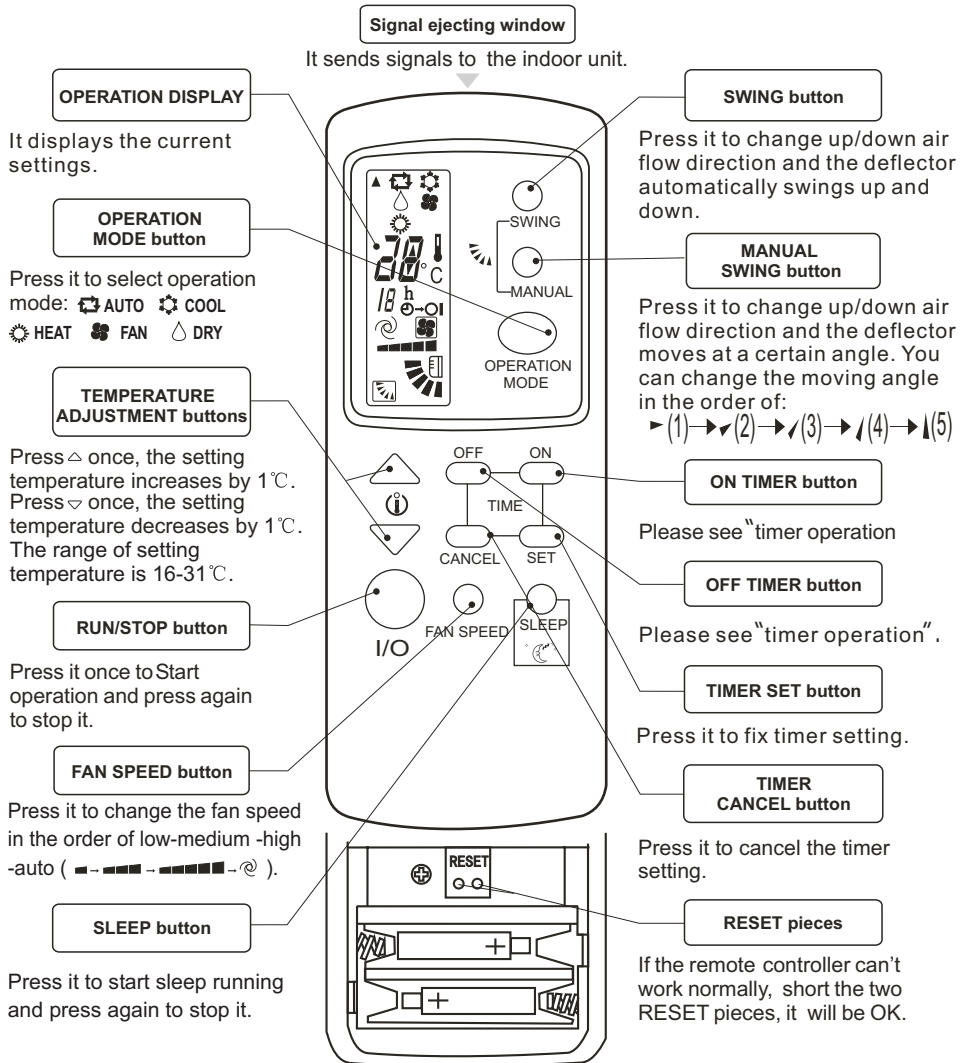 Signal ejecting window
It sends signals to the indoor unit.
OPERATION DISPLAY
It displays the current
settings.
OPERATION
MODE button
Press it to select operation
mode: AUTO COOL
HEAT FAN DRY
TEMPERATURE
ADJUSTMENT buttons
Press △ once, the setting
temperature increases by 1℃.
Press ▽ once, the setting
temperature decreases by 1℃.
The range of setting
temperature is 16-31℃.
RUN/STOP button
Press it once to Start
operation and press again
to stop it.
FAN SPEED button
Press it to change the fan speed
in the order of low-medium -high
-auto ( - - - ).
SLEEP button
Press it to start sleep running
and press again to stop it.
°C
18 h
SWING
MANUAL
OPERATION
MODE
OFF ON
TIME
CANCEL SET
I/O
FAN SPEED
SLEEP
RESET
+
+
SWING button
Press it to change up/down air
flow direction and the deflector
automatically swings up and
down.
MANUAL
SWING button
Press it to change up/down air
flow direction and the deflector
moves at a certain angle. You
can change the moving angle
in the order of:
(1)→(2)→(3)→(4)→(5)
ON TIMER button
Please see "timer operation
OFF TIMER button
Please see "timer operation".
TIMER SET button
Press it to fix timer setting.
TIMER
CANCEL button
Press it to cancel the timer
setting.
RESET pieces
If the remote controller can't
work normally, short the two
RESET pieces, it will be OK.